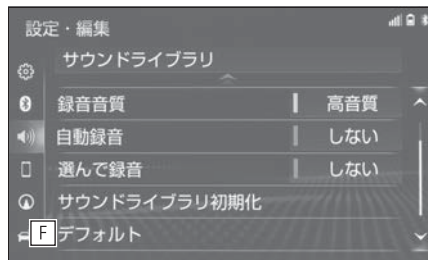 設定・編集
サウンドライブラリ
録音音質 高音質
自動録音 しない
選んで録音 しない
サウンドライブラリ初期化
F デフォルト